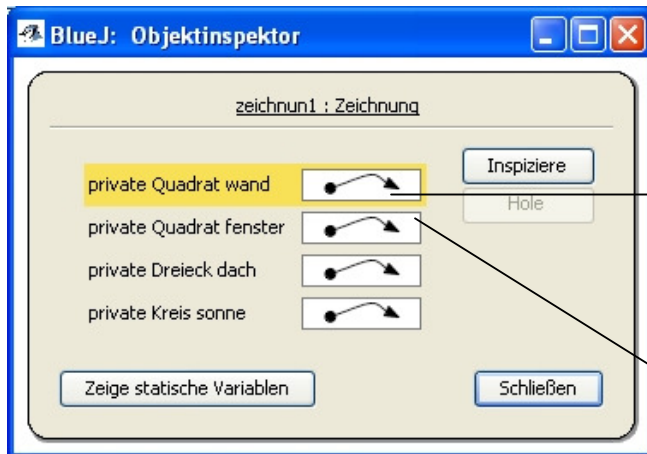 BlueJ: Objektinspektor
zeichnun1 : Zeichnung
private Quadrat wand
Inspiziere
Hole
private Quadrat fenster
private Dreieck dach
private Kreis sonne
Zeige statische Variablen
Schließen